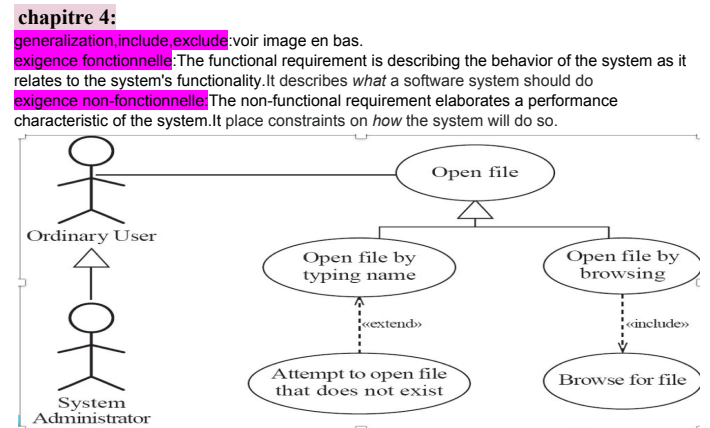 chapitre 4:
generalization,include,exclude:voir image en bas.
exigence fonctionnelle:The functional requirement is describing the behavior of the system as it
relates to the system's functionality.It describes what a software system should do
exigence non-fonctionnelle:The non-functional requirement elaborates a performance
characteristic of the system.It place constraints on how the system will do so.
Open file
Ordinary User
Open file by
typing name
Open file by
browsing
«extend»
«include»
Attempt to open file
that does not exist
Browse for file
System
Administrator